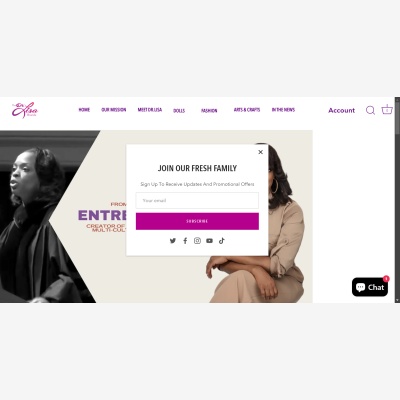 Lisa
HOME OUR MISSION MEET DR.LISA DOLLS FASHION ARTS & CRAFTS IN THE NEWS Account
JOIN OUR FRESH FAMILY
Sign Up To Receive Updates And Promotional Offers
Your email
SUBSCRIBE
FROM
ENTRE
CREATOR OF
MULTI-CUL
Chat